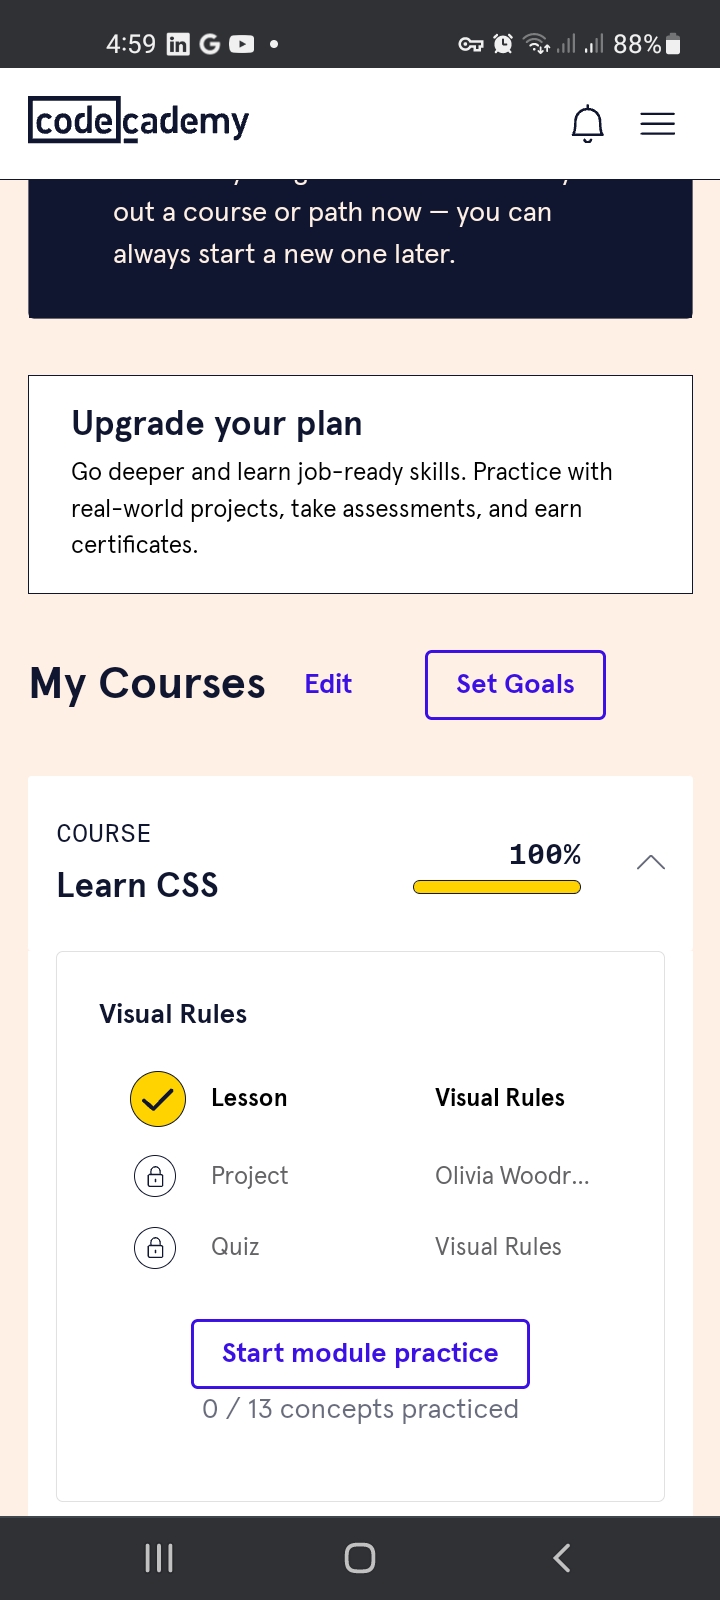 4:59
88%
codecademy
out a course or path now — you can
always start a new one later.
Upgrade your plan
Go deeper and learn job-ready skills. Practice with
real-world projects, take assessments, and earn
certificates.
My Courses Edit Set Goals
COURSE
100%
Learn CSS
Visual Rules
Lesson Visual Rules
Project Olivia Woodr...
Quiz Visual Rules
Start module practice
0 / 13 concepts practiced